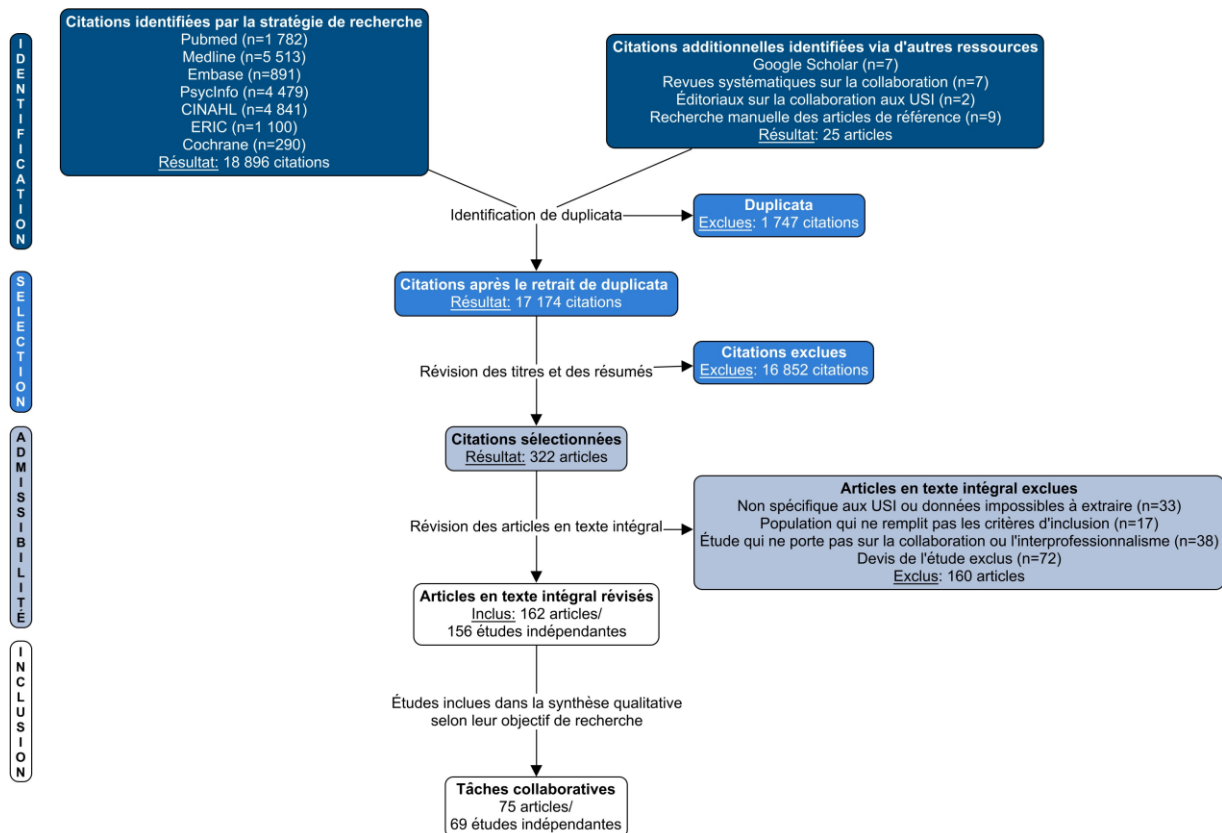 IDENTIFICATION
Citations identifiées par la stratégie de recherche
Pubmed (n=1 782)
Medline (n=5 513)
Embase (n=891)
PsycInfo (n=4 479)
CINAHL (n=4 841)
ERIC (n=1 100)
Cochrane (n=290)
Résultat: 18 896 citations
Citations additionnelles identifiées via d'autres ressources
Google Scholar (n=7)
Revues systématiques sur la collaboration (n=7)
Éditoriaux sur la collaboration aux USI (n=2)
Recherche manuelle des articles de référence (n=9)
Résultat: 25 articles
Identification de duplicata
Duplicata
Exclues: 1 747 citations
SELECTION
Citations après le retrait de duplicata
Résultat: 17 174 citations
Révision des titres et des résumés
Citations exclues
Exclues: 16 852 citations
ADMISSIBILITÉ
Citations sélectionnées
Résultat: 322 articles
Révision des articles en texte intégral
Articles en texte intégral exclues
Non spécifique aux USI ou données impossibles à extraire (n=33)
Population qui ne remplit pas les critères d'inclusion (n=17)
Étude qui ne porte pas sur la collaboration ou l'interprofessionnalisme (n=38)
Devis de l'étude exclus (n=72)
Exclus: 160 articles
Articles en texte intégral révisés
Inclus: 162 articles/
156 études indépendantes
INCLUSION
Études inclues dans la synthèse qualitative
selon leur objectif de recherche
Tâches collaboratives
75 articles/
69 études indépendantes